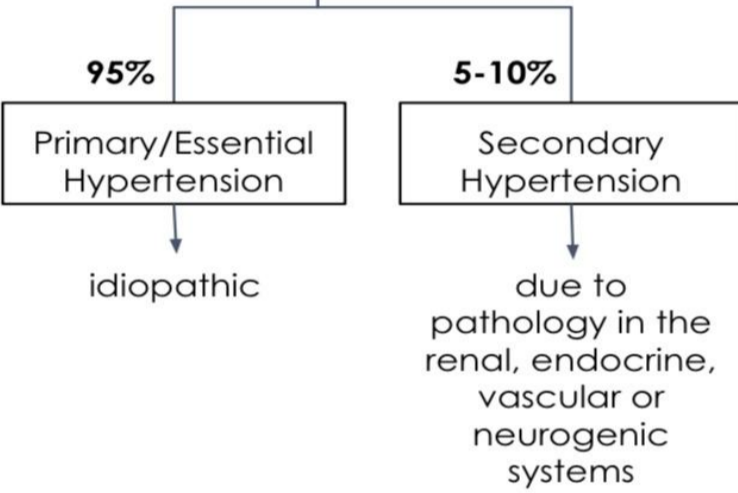 95%
Primary/Essential
Hypertension
idiopathic
5-10%
Secondary
Hypertension
due to
pathology in the
renal, endocrine,
vascular or
neurogenic
systems